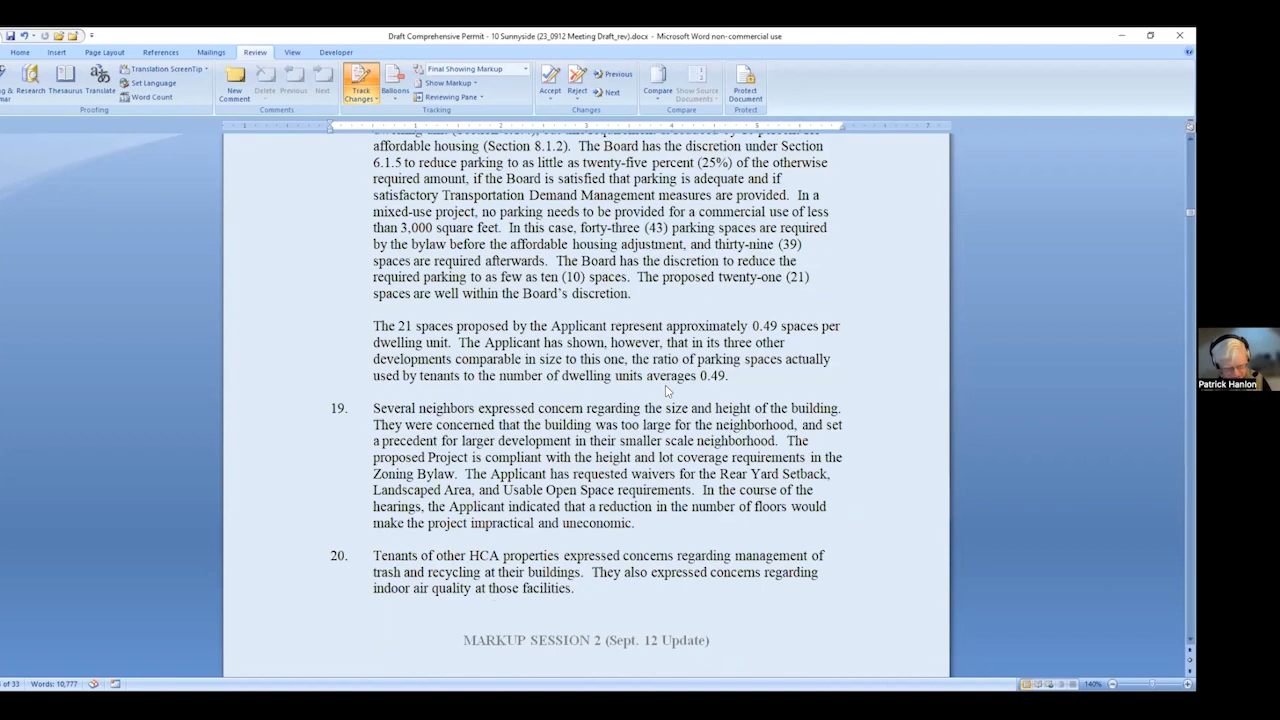 Draft Comprehensive Permit - 10 Sunnyside (23_0912 Meeting Draft_rev).docx - Microsoft Word non-commercial use
Home Insert Page Layout References Mailings Review View Developer
Research Thesaurus Translate
Translation ScreenTip
Set Language
Word Count
New Comment Delete Previous Next
Track Changes Balloons
Final Showing Markup
Show Markup
Reviewing Pane
Accept Reject Previous
Next
Compare Show Source Documents
Protect Document
Proofing Comments Tracking Changes Compare Protect
affordable housing (Section 8.1.2). The Board has the discretion under Section
6.1.5 to reduce parking to as little as twenty-five percent (25%) of the otherwise
required amount, if the Board is satisfied that parking is adequate and if
satisfactory Transportation Demand Management measures are provided. In a
mixed-use project, no parking needs to be provided for a commercial use of less
than 3,000 square feet. In this case, forty-three (43) parking spaces are required
by the bylaw before the affordable housing adjustment, and thirty-nine (39)
spaces are required afterwards. The Board has the discretion to reduce the
required parking to as few as ten (10) spaces. The proposed twenty-one (21)
spaces are well within the Board's discretion.
The 21 spaces proposed by the Applicant represent approximately 0.49 spaces per
dwelling unit. The Applicant has shown, however, that in its three other
developments comparable in size to this one, the ratio of parking spaces actually
used by tenants to the number of dwelling units averages 0.49.
19. Several neighbors expressed concern regarding the size and height of the building.
They were concerned that the building was too large for the neighborhood, and set
a precedent for larger development in their smaller scale neighborhood. The
proposed Project is compliant with the height and lot coverage requirements in the
Zoning Bylaw. The Applicant has requested waivers for the Rear Yard Setback,
Landscaped Area, and Usable Open Space requirements. In the course of the
hearings, the Applicant indicated that a reduction in the number of floors would
make the project impractical and uneconomic.
20. Tenants of other HCA properties expressed concerns regarding management of
trash and recycling at their buildings. They also expressed concerns regarding
indoor air quality at those facilities.
MARKUP SESSION 2 (Sept. 12 Update)
of 33 Words: 10,777 140%
Patrick Hanlon